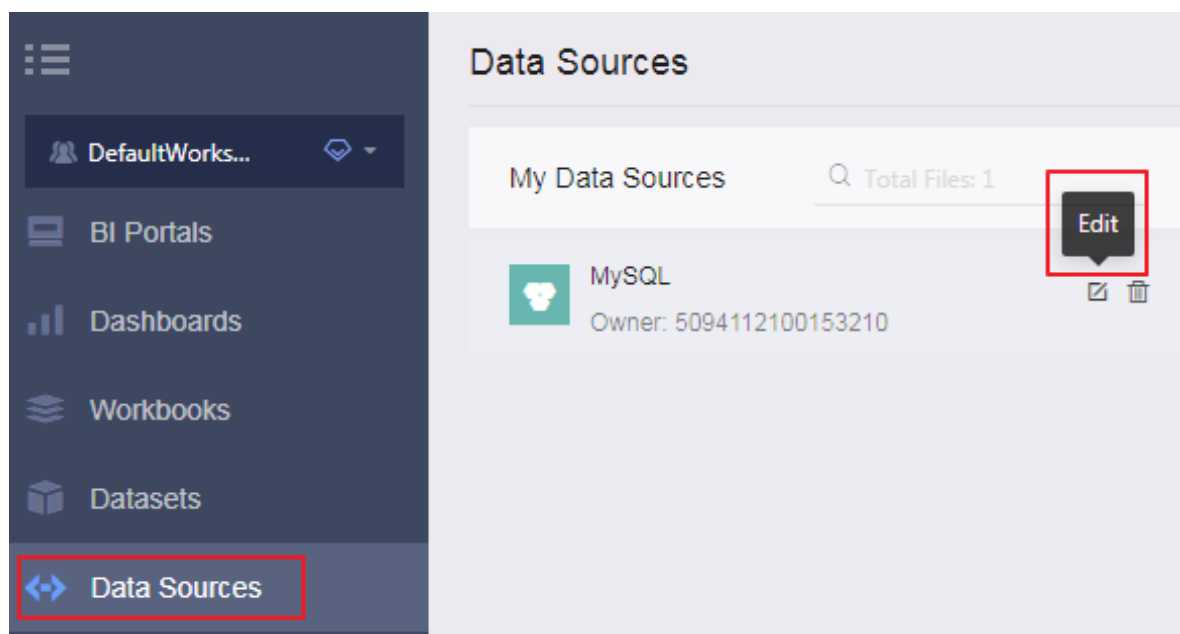 DefaultWorks...
BI Portals
Dashboards
Workbooks
Datasets
Data Sources
Data Sources
My Data Sources
Total Files: 1
Edit
MySQL
Owner: 5094112100153210